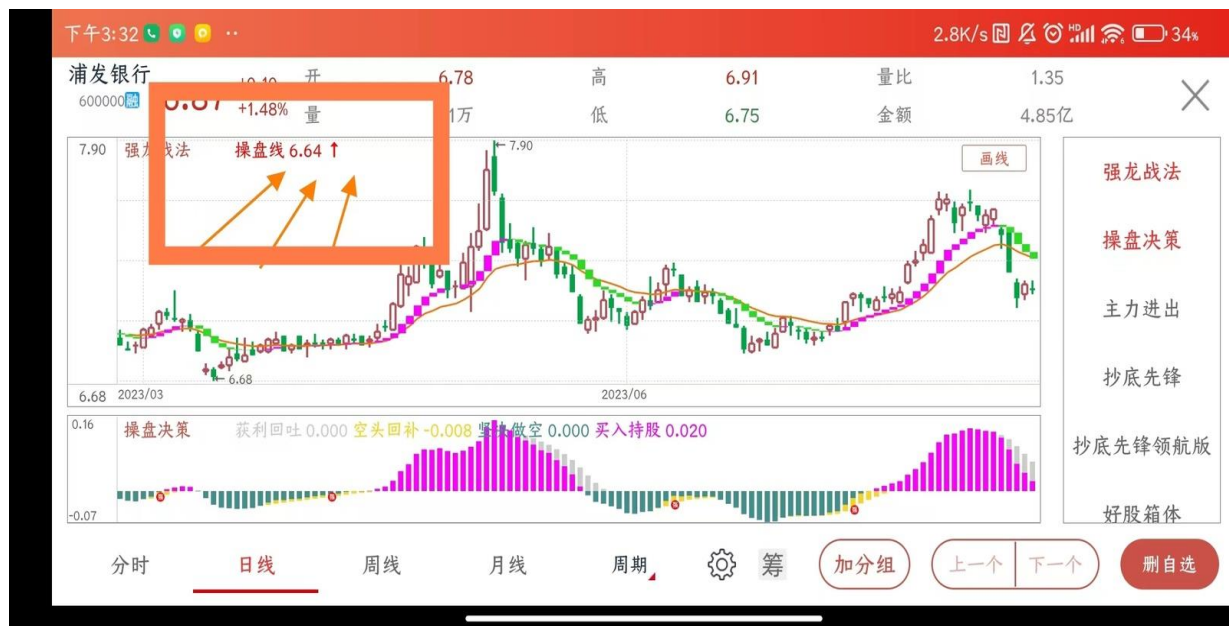 下午3:32
2.8K/s HD 6 34%
浦发银行
开 6.78 高 6.91 量比 1.35
600000 融
+1.48%
量 万 低 6.75 金额 4.85亿
7.90 强龙战法 操盘线 6.64 ↑
←7.90
画线
强龙战法
操盘决策
主力进出
抄底先锋
抄底先锋领航版
好股箱体
←6.68
6.68 2023/03 2023/06
0.16 操盘决策 获利回吐 0.000 空头回补 -0.008 坚决做空 0.000 买入持股 0.020
-0.07
分时 日线 周线 月线 周期 筹 加分组 上一个 下一个 删自选